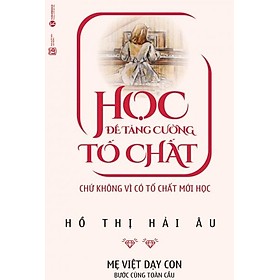 HỌC
ĐỂ TĂNG CƯỜNG
TỐ CHẤT
CHỨ KHÔNG VÌ CÓ TỐ CHẤT MỚI HỌC
HỒ THỊ HẢI ÂU
MẸ VIỆT DẠY CON
BƯỚC CÙNG TOÀN CẦU